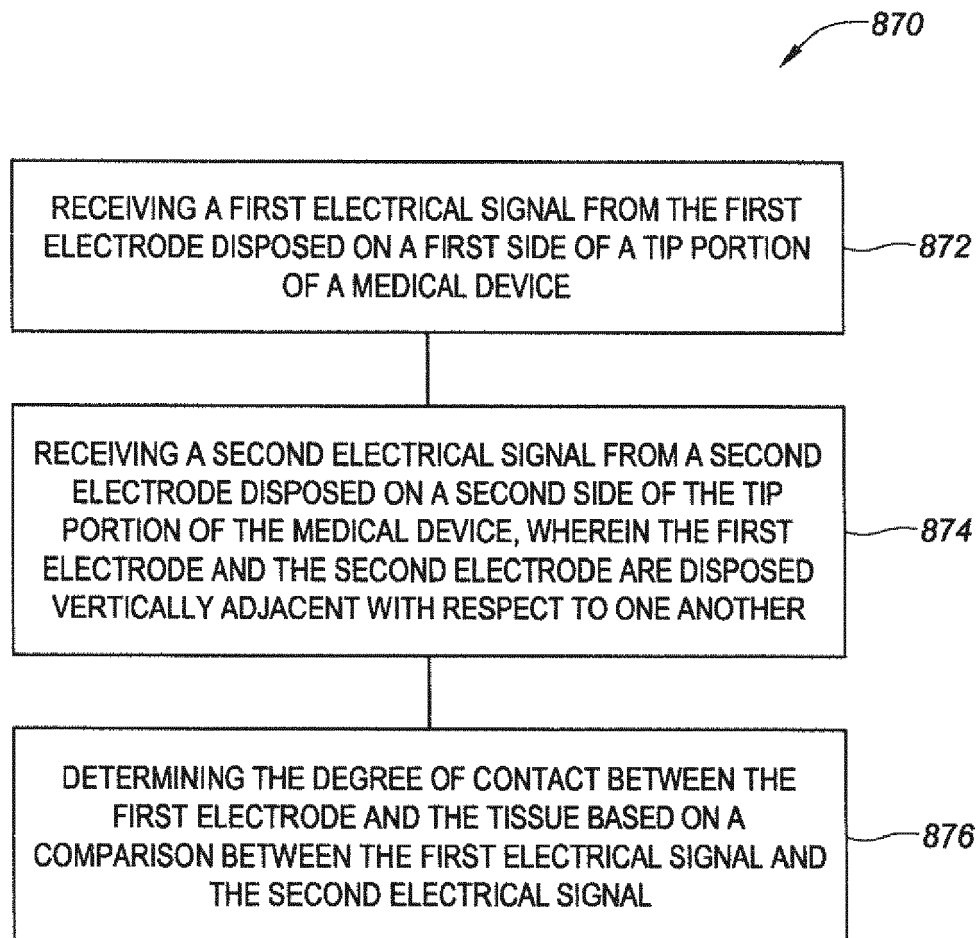 870
RECEIVING A FIRST ELECTRICAL SIGNAL FROM THE FIRST
ELECTRODE DISPOSED ON A FIRST SIDE OF A TIP PORTION
OF A MEDICAL DEVICE
872
RECEIVING A SECOND ELECTRICAL SIGNAL FROM A SECOND
ELECTRODE DISPOSED ON A SECOND SIDE OF THE TIP
PORTION OF THE MEDICAL DEVICE, WHEREIN THE FIRST
ELECTRODE AND THE SECOND ELECTRODE ARE DISPOSED
VERTICALLY ADJACENT WITH RESPECT TO ONE ANOTHER
874
DETERMINING THE DEGREE OF CONTACT BETWEEN THE
FIRST ELECTRODE AND THE TISSUE BASED ON A
COMPARISON BETWEEN THE FIRST ELECTRICAL SIGNAL AND
THE SECOND ELECTRICAL SIGNAL
876